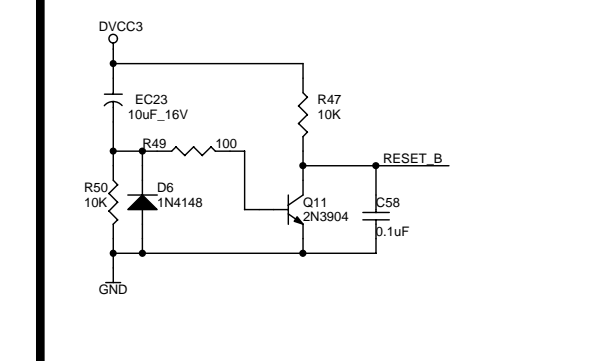 DVCC3
EC23
10uF_16V
R47
10K
R49
100
RESET_B
R50
10K
D6
1N4148
Q11
2N3904
C58
0.1uF
GND